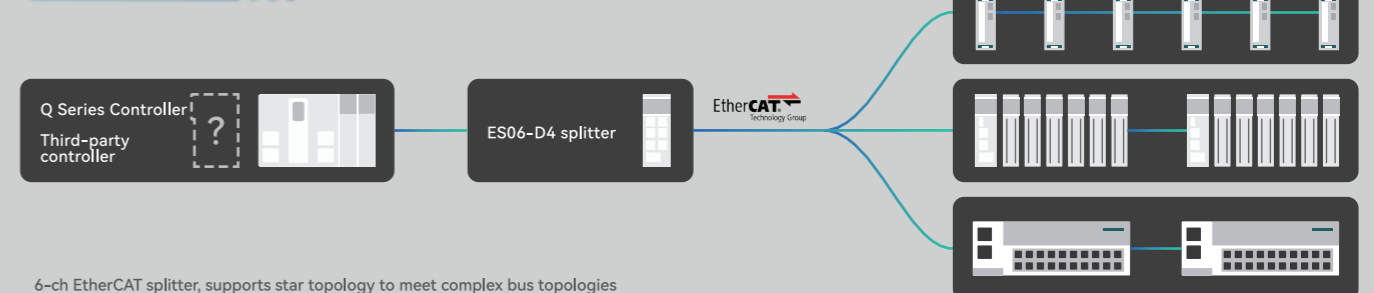 Q Series Controller
?
Third-party
controller
ES06-D4 splitter
EtherCAT
Technology Group
6-ch EtherCAT splitter, supports star topology to meet complex bus topologies